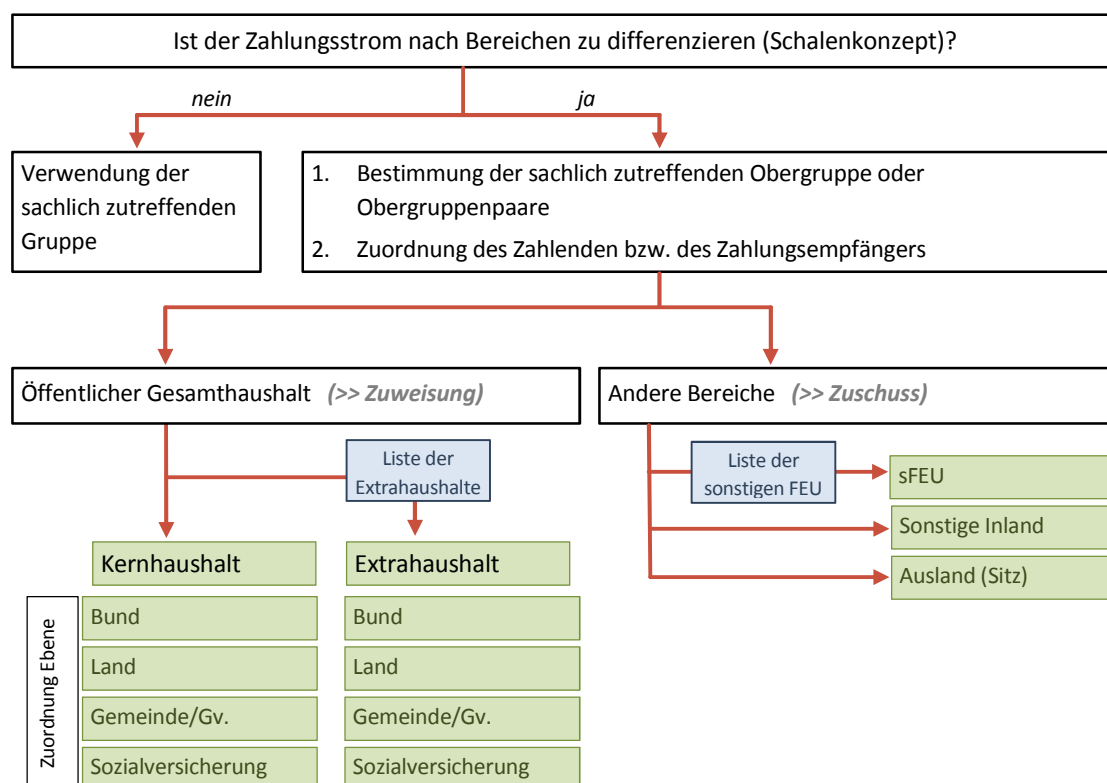 Ist der Zahlungsstrom nach Bereichen zu differenzieren (Schalenkonzept)?
nein
ja
Verwendung der
sachlich zutreffenden
Gruppe
1. Bestimmung der sachlich zutreffenden Obergruppe oder
Obergruppenpaare
2. Zuordnung des Zahlenden bzw. des Zahlungsempfängers
Öffentlicher Gesamthaushalt (>> Zuweisung)
Andere Bereiche (>> Zuschuss)
Liste der
Extrahaushalte
Liste der
sonstigen FEU
sFEU
Sonstige Inland
Ausland (Sitz)
Kernhaushalt
Extrahaushalt
Zuordnung Ebene
Bund
Bund
Land
Land
Gemeinde/Gv.
Gemeinde/Gv.
Sozialversicherung
Sozialversicherung